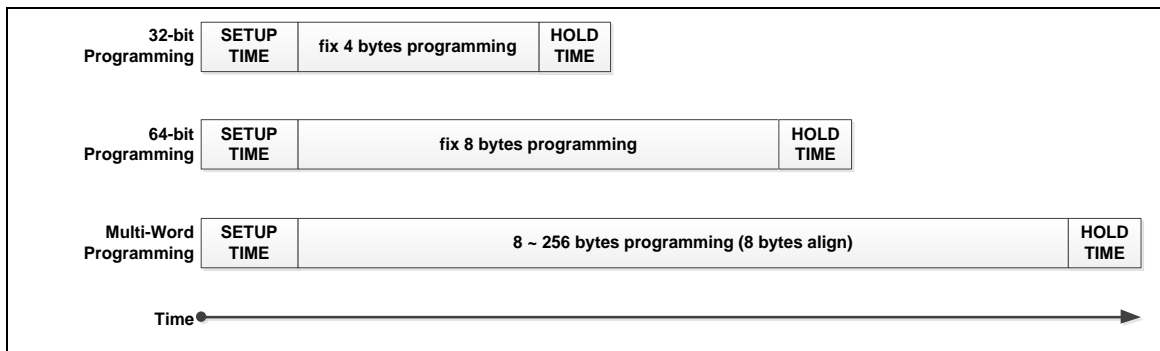 32-bit
Programming
SETUP
TIME
fix 4 bytes programming
HOLD
TIME
64-bit
Programming
SETUP
TIME
fix 8 bytes programming
HOLD
TIME
Multi-Word
Programming
SETUP
TIME
8 ~ 256 bytes programming (8 bytes align)
HOLD
TIME
Time